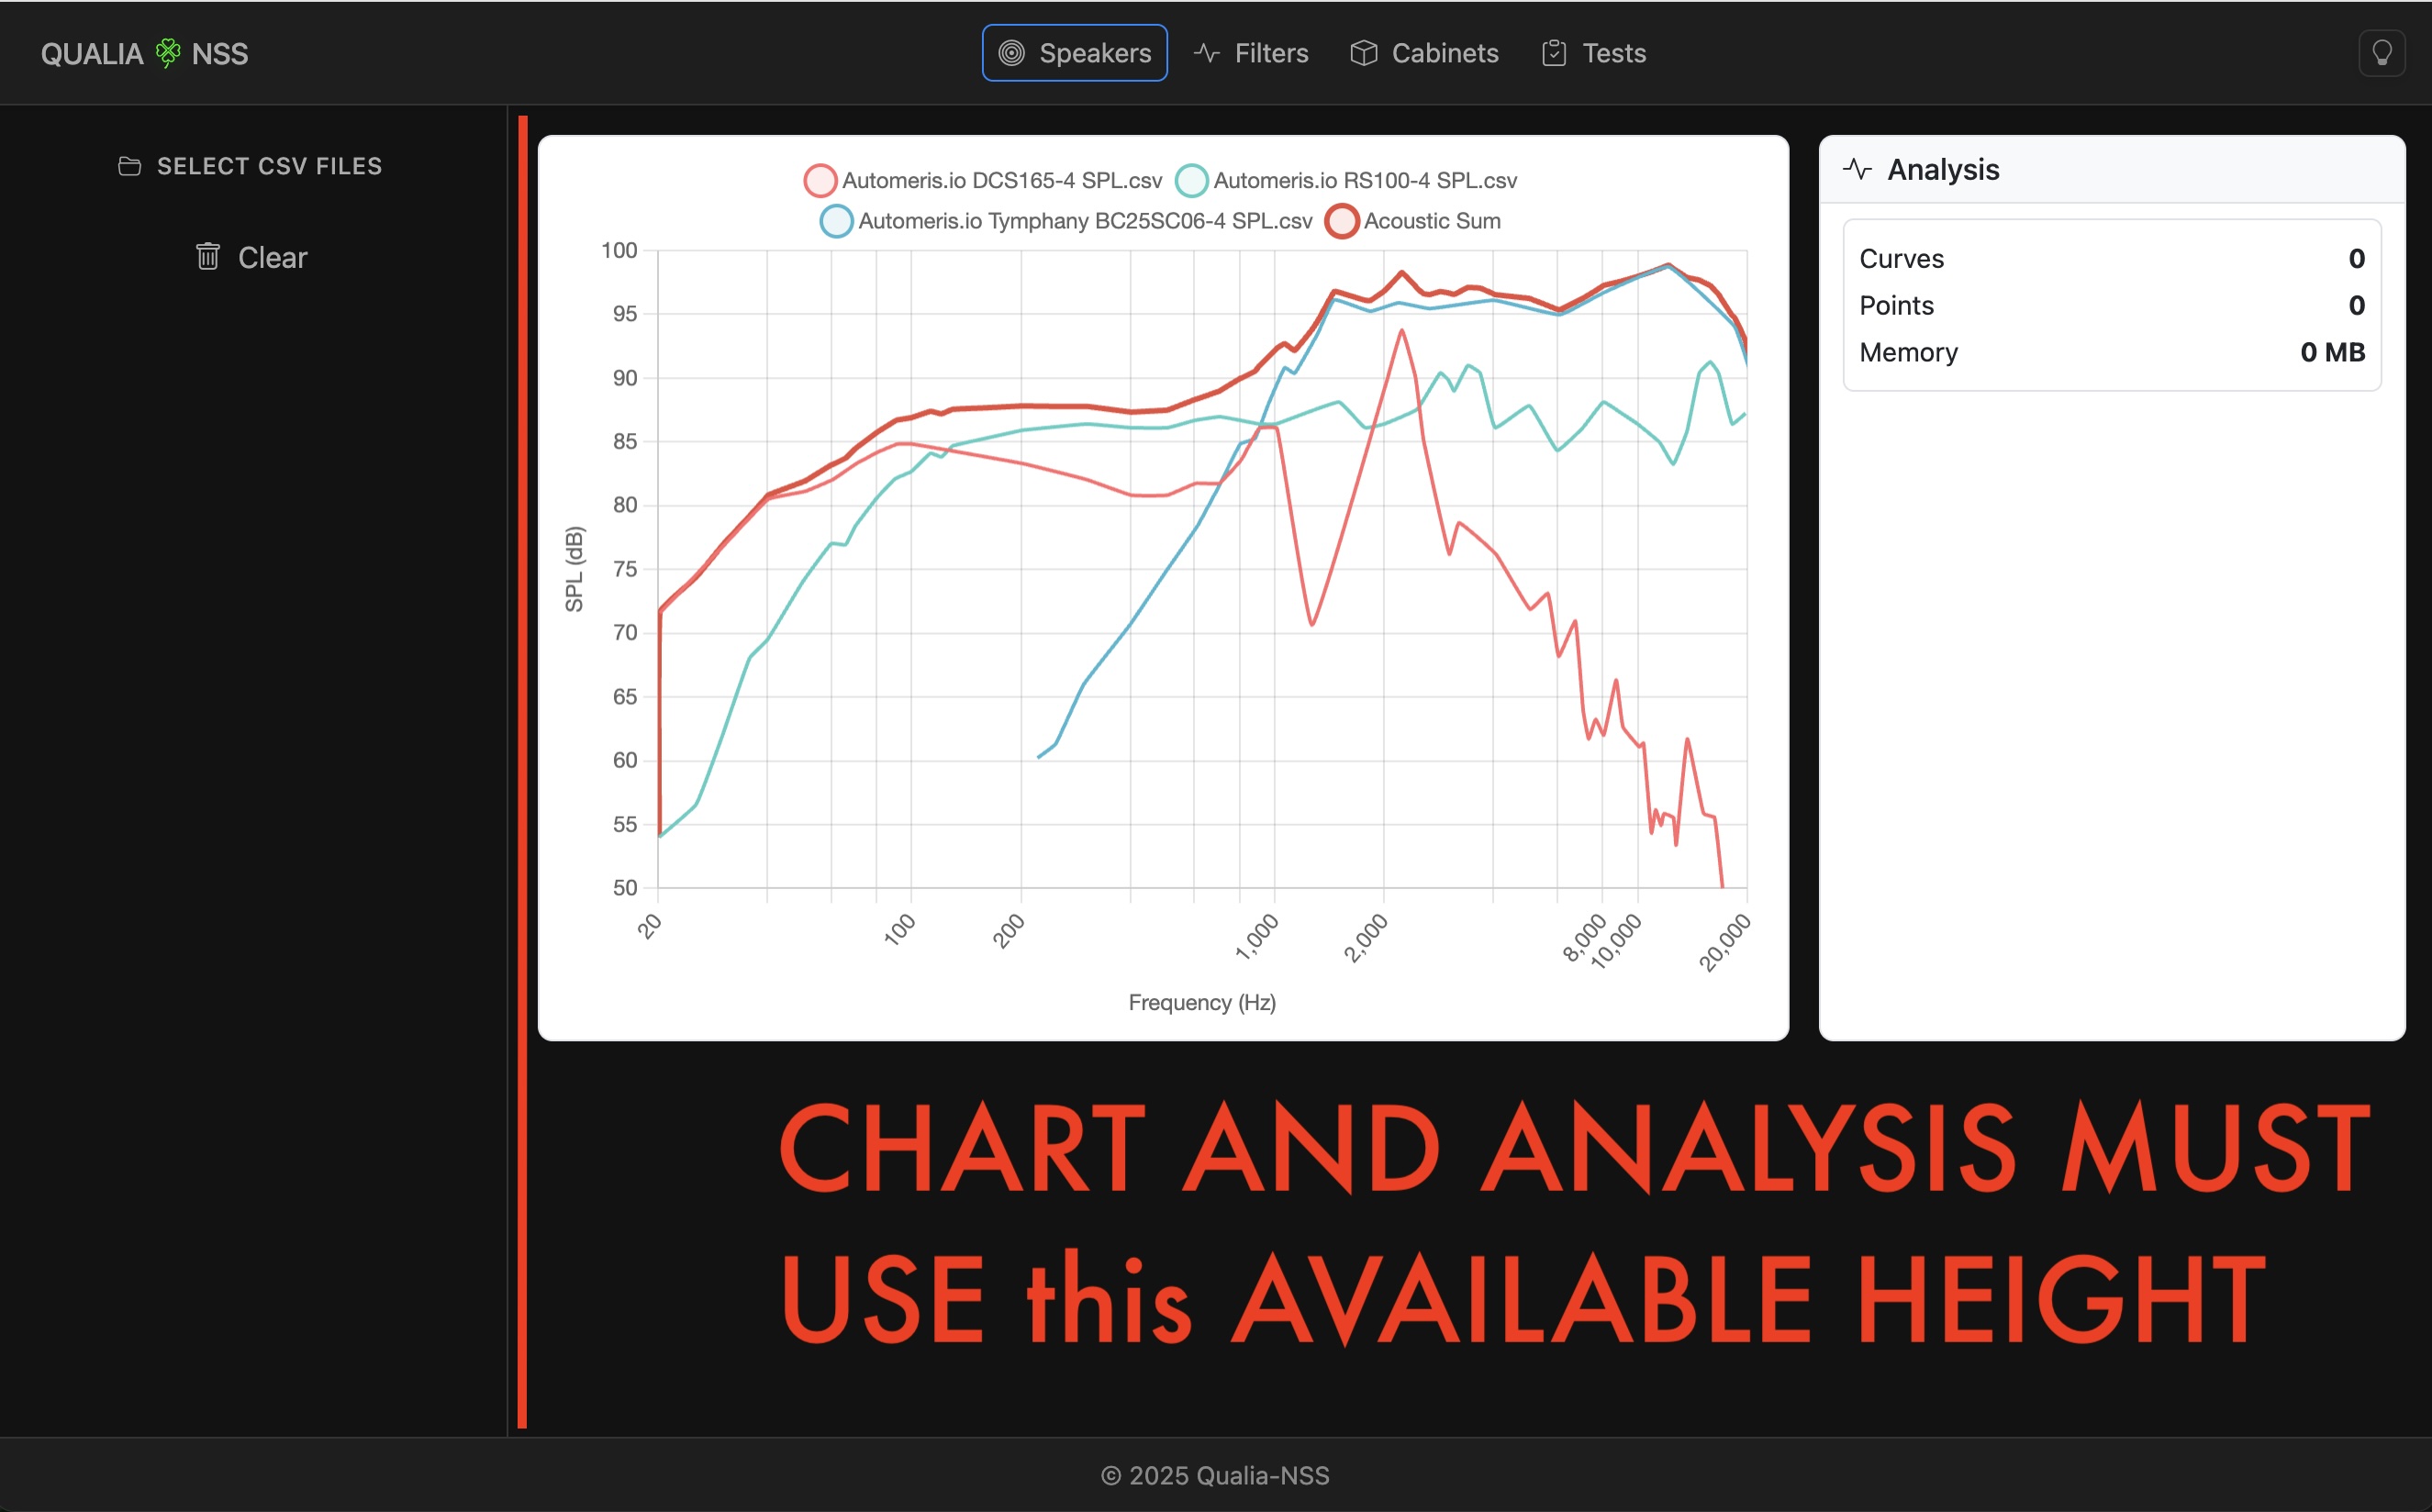 QUALIA NSS
Speakers
Filters
Cabinets
Tests
SELECT CSV FILES
Clear
Automeris.io DCS165-4 SPL.csv
Automeris.io RS100-4 SPL.csv
Automeris.io Tymphany BC25SC06-4 SPL.csv
Acoustic Sum
100
95
90
85
80
75
70
65
60
55
50
SPL (dB)
20
100
200
1,000
2,000
8,000
10,000
20,000
Frequency (Hz)
Analysis
Curves 0
Points 0
Memory 0 MB
CHART AND ANALYSIS MUST
USE this AVAILABLE HEIGHT
© 2025 Qualia-NSS